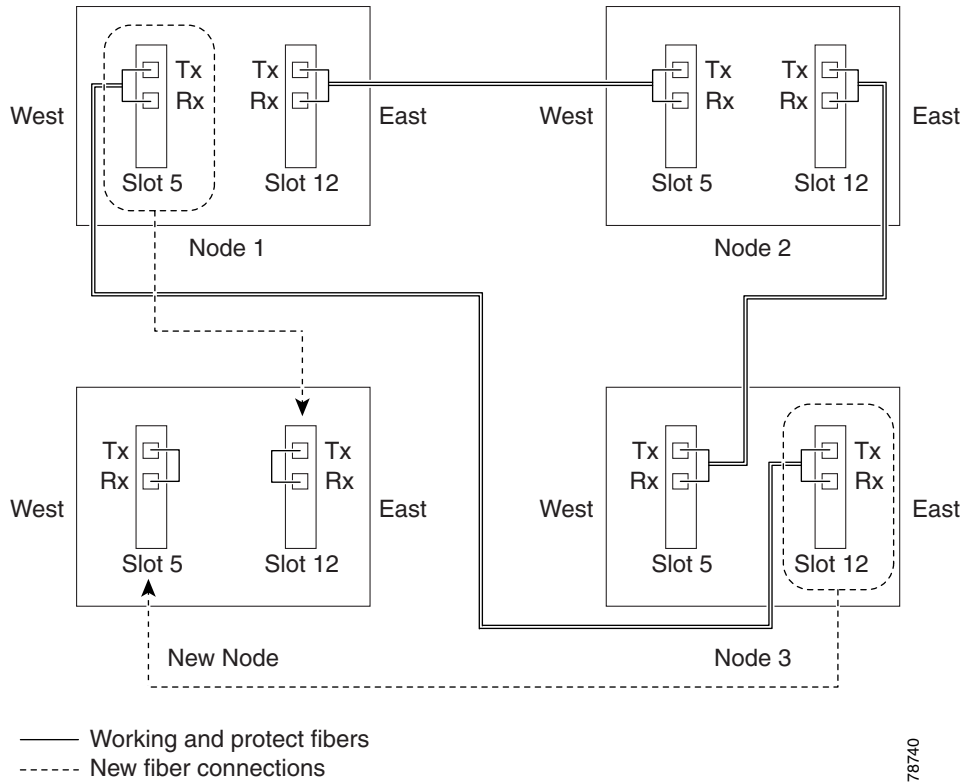 Tx Tx Tx Tx
Rx Rx Rx Rx
West East West East
Slot 5 Slot 12 Slot 5 Slot 12
Node 1 Node 2
Tx Tx Tx Tx
Rx Rx Rx Rx
West East West East
Slot 5 Slot 12 Slot 5 Slot 12
New Node Node 3
Working and protect fibers
New fiber connections
78740